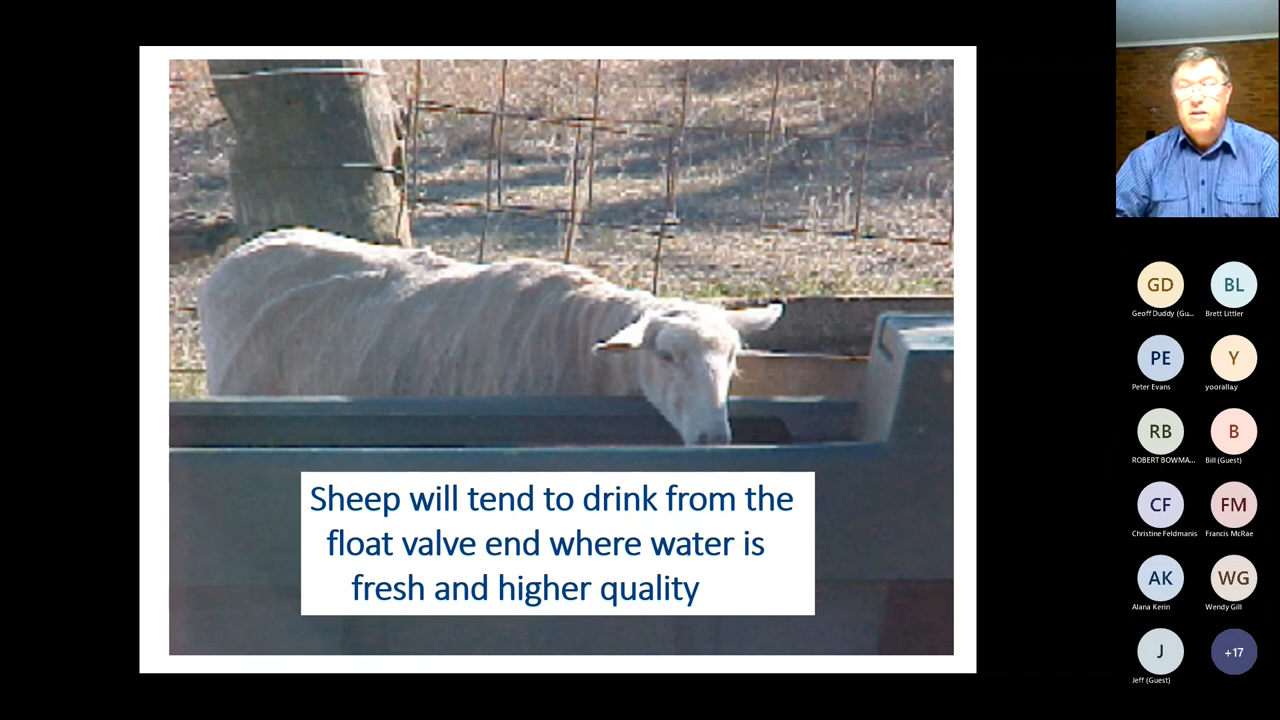 Sheep will tend to drink from the
float valve end where water is
fresh and higher quality
GD
BL
Geoff Duddy (Gu...
Brett Littler
PE
Y
Peter Evans
yoorallay
RB
B
ROBERT BOWMA...
Bill (Guest)
CF
FM
Christine Feldmanis
Francis McRae
AK
WG
Alana Kerin
Wendy Gill
J
+17
Jeff (Guest)